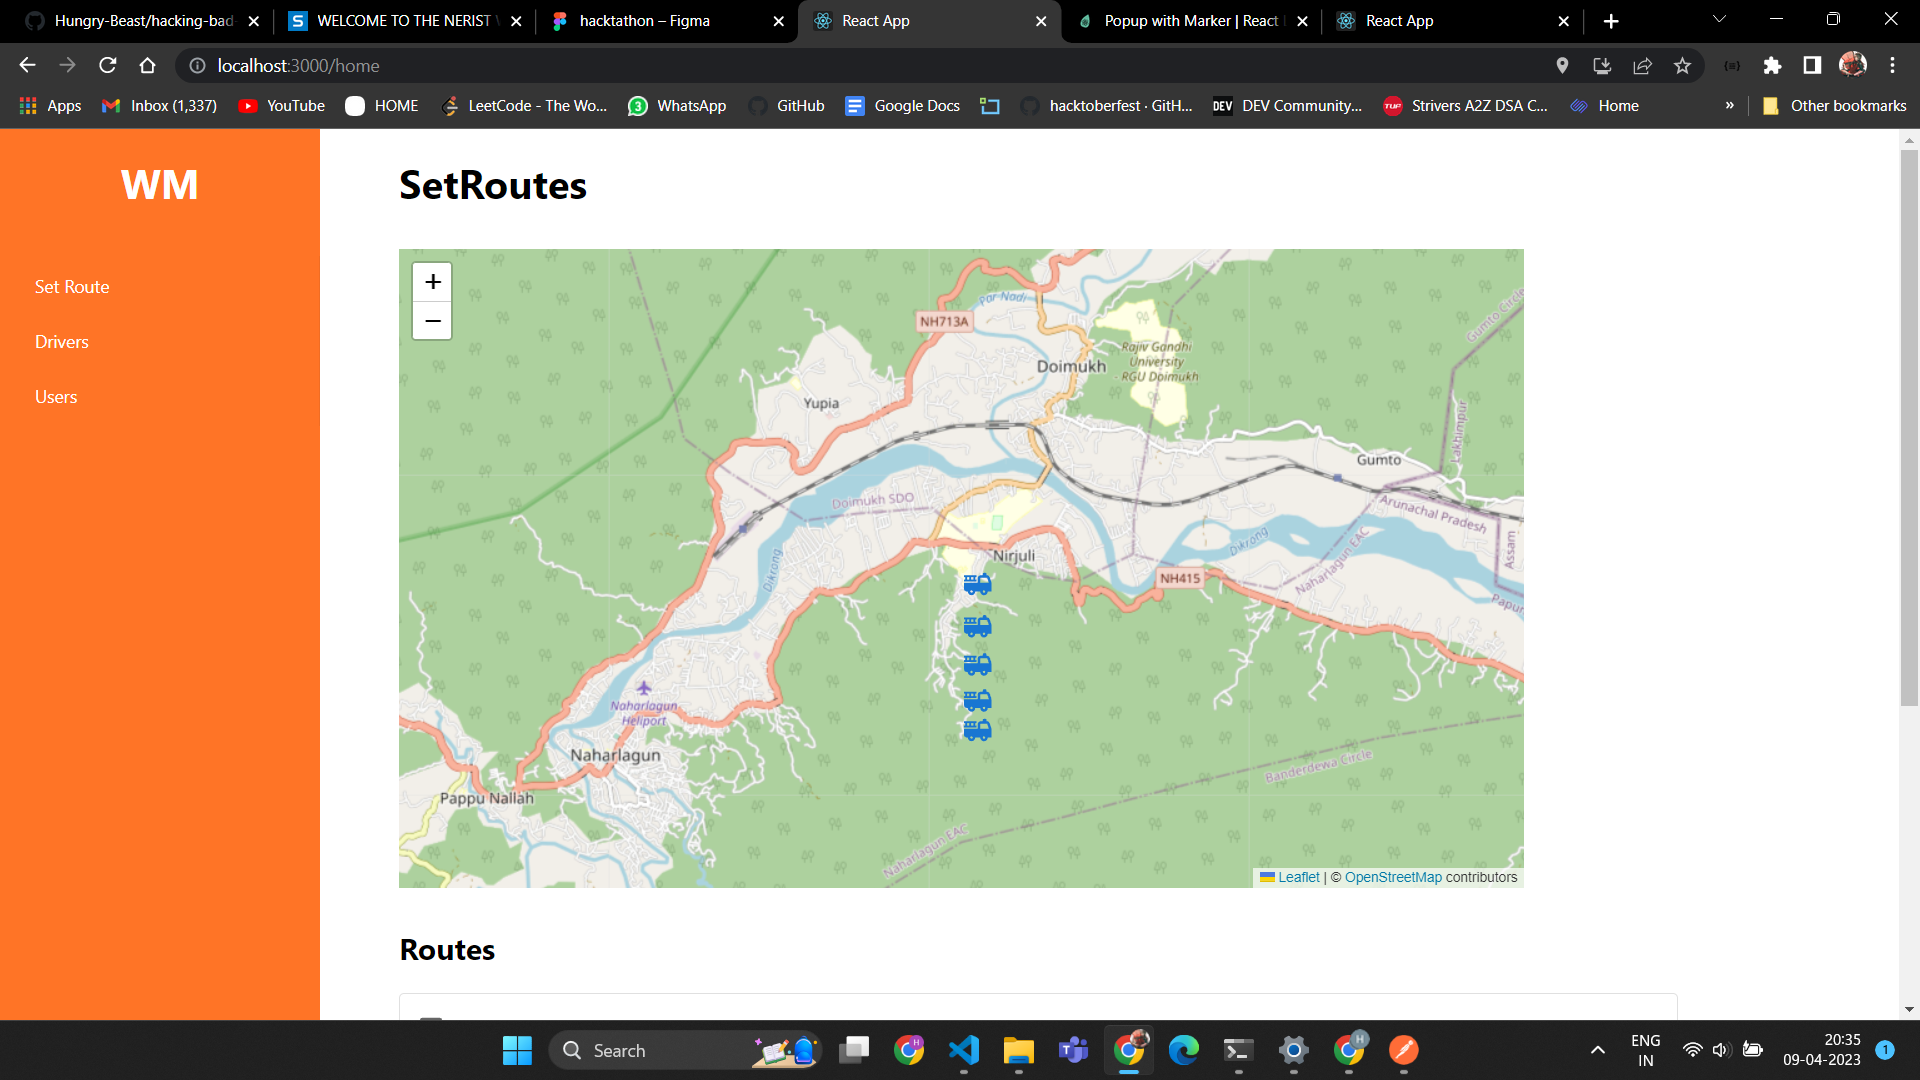 Hungry-Beast/hacking-bad
WELCOME TO THE NERIST
hacktathon – Figma
React App
Popup with Marker | React
React App
localhost:3000/home
Apps
Inbox (1,337)
YouTube
HOME
LeetCode - The Wo...
3
WhatsApp
GitHub
Google Docs
hacktoberfest · GitH...
DEV
DEV Community...
TUF
Strivers A2Z DSA C...
Home
»
Other bookmarks
WM
Set Route
Drivers
Users
SetRoutes
+
−
Par Nadi
NH713A
Gumto Circle
Rajiv Gandhi
University
- RGU Doimukh
Doimukh
Yupia
Lakhimpur
Gumto
Doimukh SDO
Arunachal Pradesh
Assam
Dikrong
Dikrong
Naharlagun EAC
Nirjuli
NH415
Papum
Naharlagun
Heliport
Naharlagun
Pappu Nallah
Banderdewa Circle
Naharlagun EAC
Leaflet | © OpenStreetMap contributors
Routes
Search
ENG
IN
20:35
09-04-2023
1